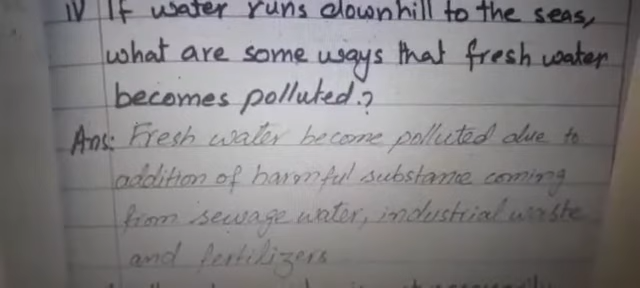 IV If water runs downhill to the seas,
what are some ways that fresh water
becomes polluted?
Ans: Fresh water become polluted due to
addition of harmful substance coming
from sewage water, industrial waste
and fertilizers